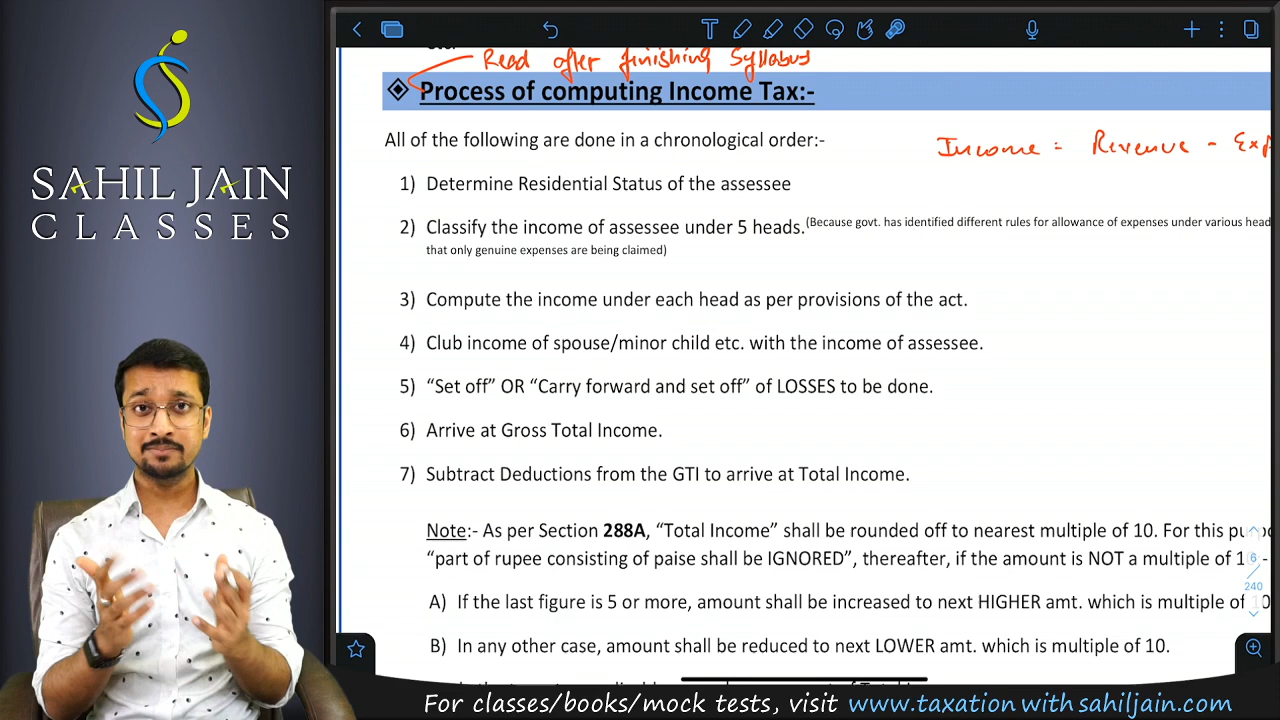 SAHIL JAIN
CLASSES
Read after finishing Syllabus
Process of computing Income Tax:-
All of the following are done in a chronological order:-
Income = Revenue - Exp
1) Determine Residential Status of the assessee
2) Classify the income of assessee under 5 heads.(Because govt. has identified different rules for allowance of expenses under various head
that only genuine expenses are being claimed)
3) Compute the income under each head as per provisions of the act.
4) Club income of spouse/minor child etc. with the income of assessee.
5) “Set off” OR “Carry forward and set off” of LOSSES to be done.
6) Arrive at Gross Total Income.
7) Subtract Deductions from the GTI to arrive at Total Income.
Note:- As per Section 288A, “Total Income” shall be rounded off to nearest multiple of 10. For this pu
“part of rupee consisting of paise shall be IGNORED”, thereafter, if the amount is NOT a multiple of 10 -
6
240
A) If the last figure is 5 or more, amount shall be increased to next HIGHER amt. which is multiple of 10
B) In any other case, amount shall be reduced to next LOWER amt. which is multiple of 10.
For classes/books/mock tests, visit www.taxationwithsahiljain.com